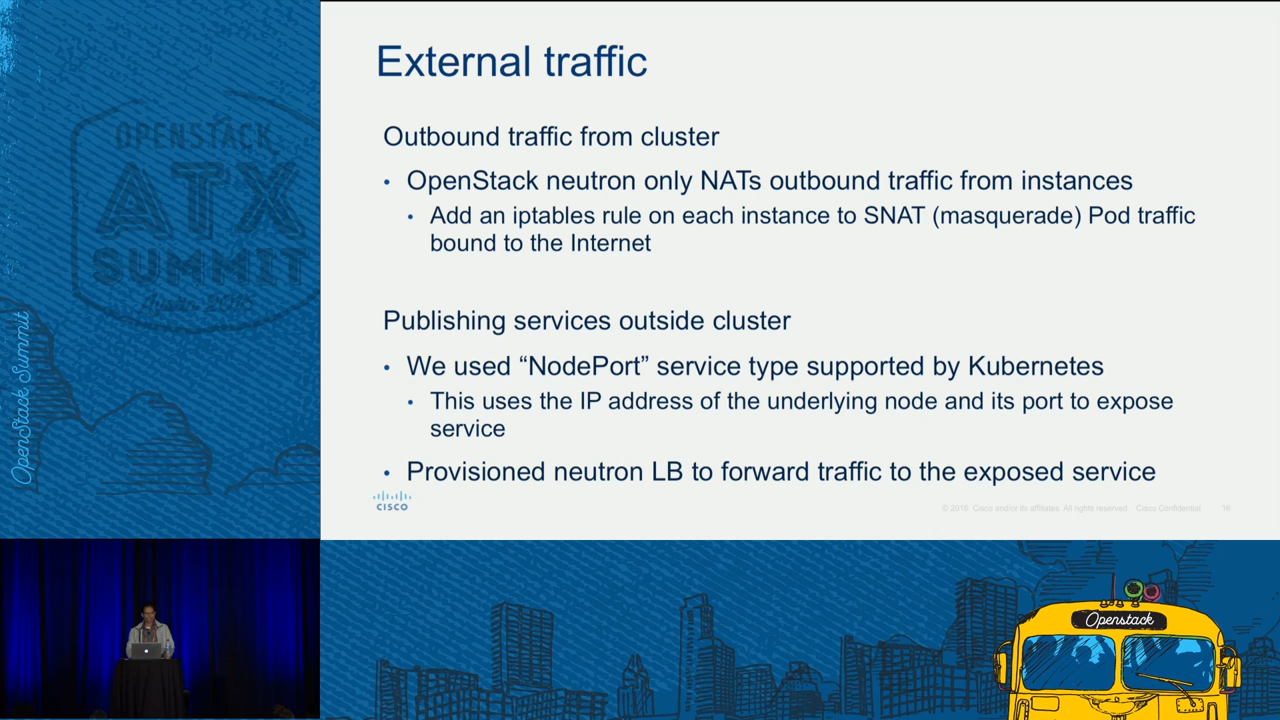 External traffic
Outbound traffic from cluster
• OpenStack neutron only NATs outbound traffic from instances
• Add an iptables rule on each instance to SNAT (masquerade) Pod traffic
bound to the Internet
Publishing services outside cluster
• We used “NodePort” service type supported by Kubernetes
• This uses the IP address of the underlying node and its port to expose
service
• Provisioned neutron LB to forward traffic to the exposed service
CISCO
© 2016 Cisco and/or its affiliates. All rights reserved. Cisco Confidential 16
OPENSTACK
ATX
SUMMIT
Austin 2016
OpenStack Summit
Openstack